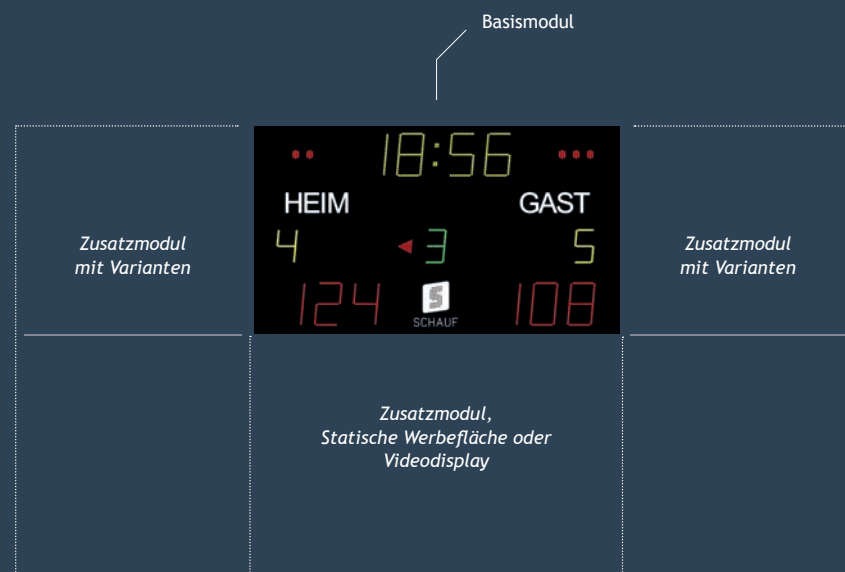 Basismodul
18:56
HEIM GAST
4 3 5
124 108
S
SCHAUF
Zusatzmodul
mit Varianten
Zusatzmodul
mit Varianten
Zusatzmodul,
Statische Werbefläche oder
Videodisplay